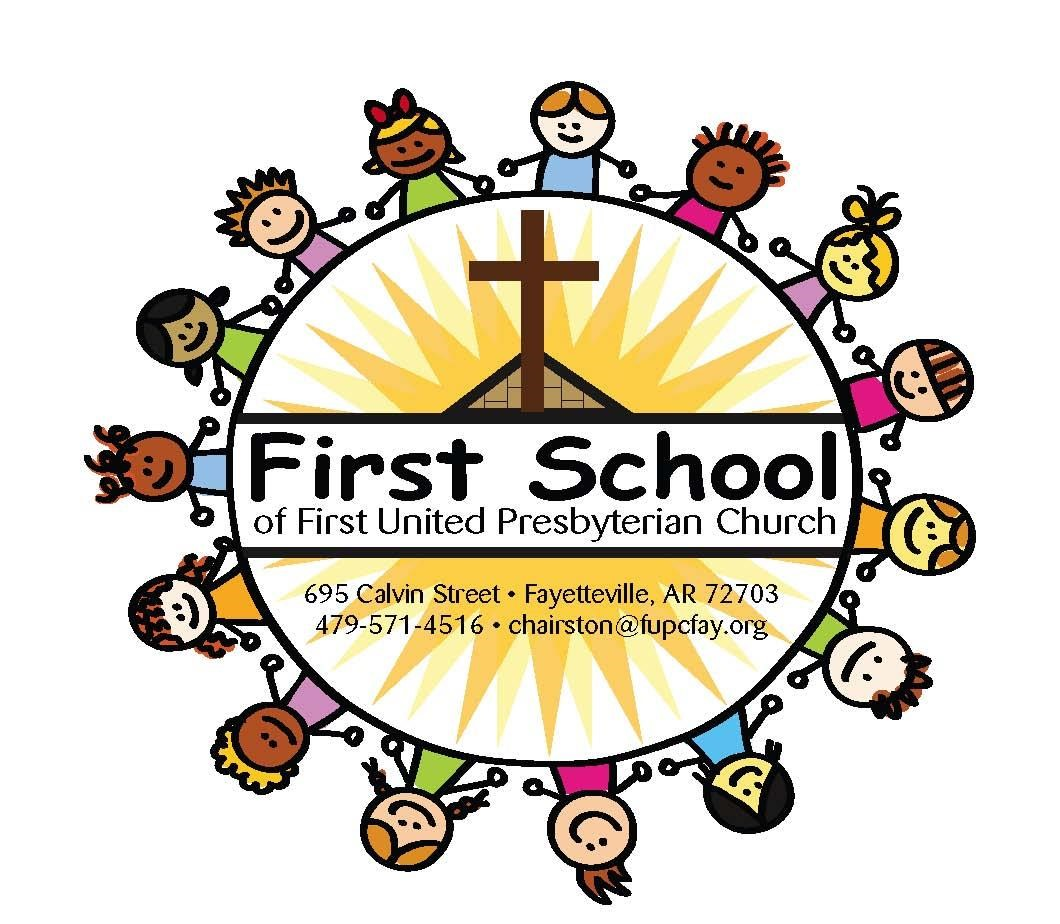 First School
of First United Presbyterian Church
695 Calvin Street • Fayetteville, AR 72703
479-571-4516 • chairston@fupcfay.org